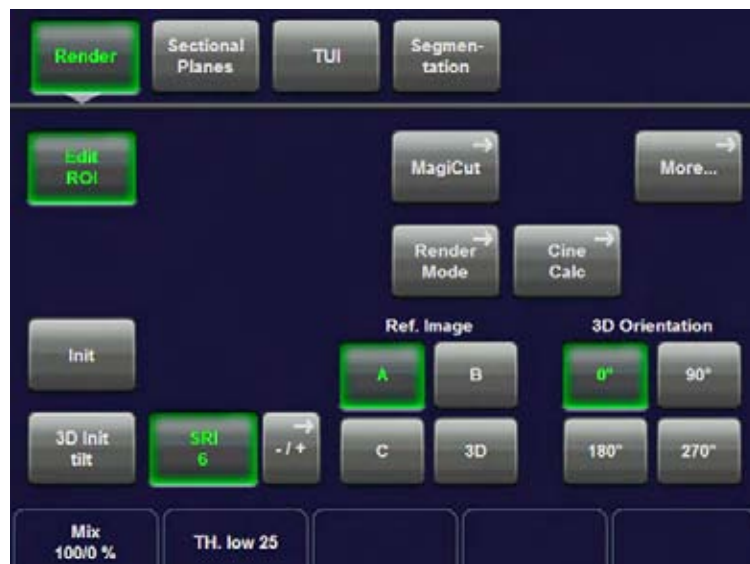 Render
Sectional
Planes
TUI
Segmen-
tation
Edit
ROI
MagiCut
More...
Render
Mode
Cine
Calc
Init
Ref. Image
3D Orientation
A
B
0°
90°
3D Init
tilt
SRI
6
- / +
C
3D
180°
270°
Mix
100/0 %
TH. low 25